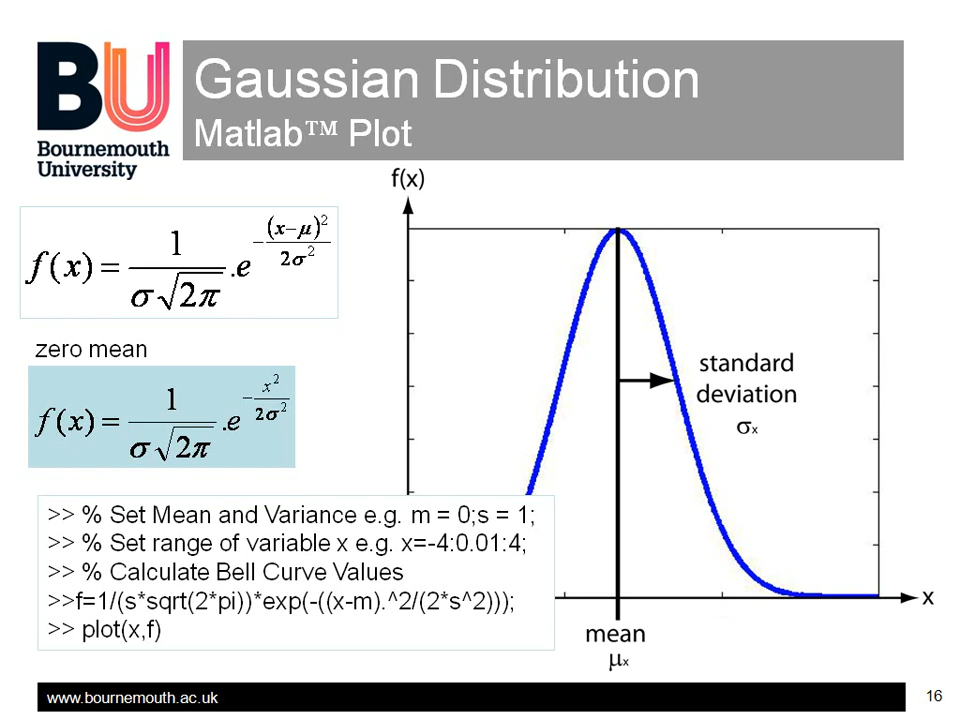 BU
Bournemouth
University
Gaussian Distribution
Matlab™ Plot
f(x)
f(x) = 1/(σ√2π) .e^(-(x-μ)²/2σ²)
zero mean
f(x) = 1/(σ√2π) .e^(-x²/2σ²)
standard
deviation
σx
>> % Set Mean and Variance e.g. m = 0;s = 1;
>> % Set range of variable x e.g. x=-4:0.01:4;
>> % Calculate Bell Curve Values
>>f=1/(s*sqrt(2*pi))*exp(-((x-m).^2/(2*s^2)));
>> plot(x,f)
x
mean
μx
www.bournemouth.ac.uk
16